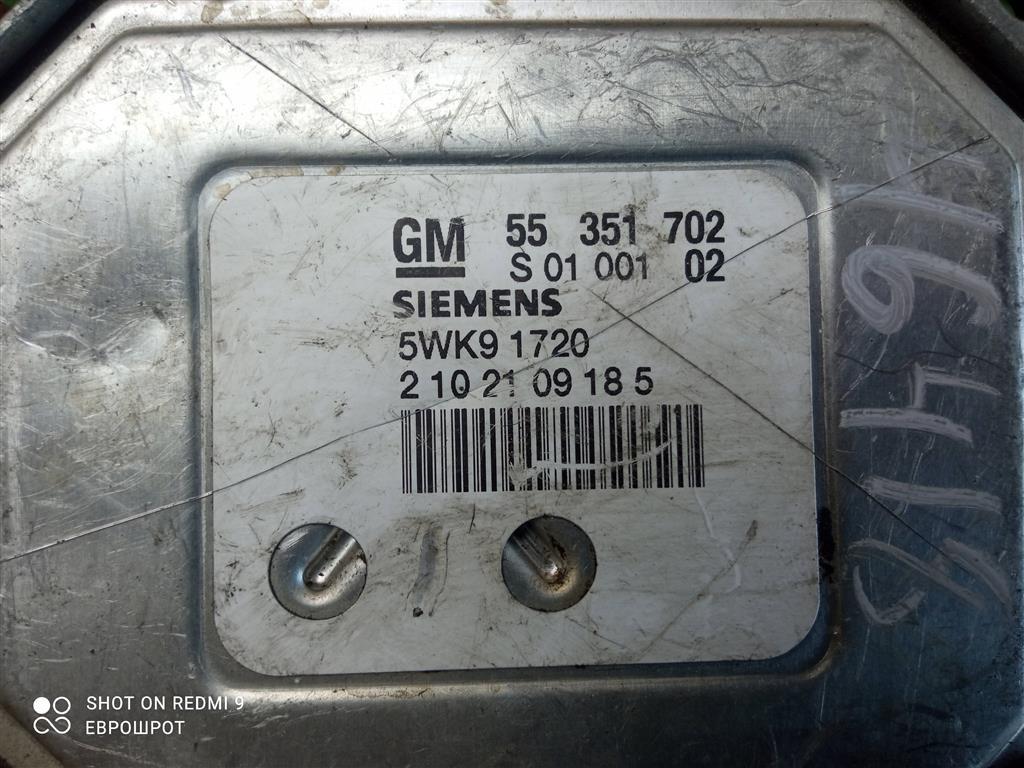 GM 55 351 702
S 01 001 02
SIEMENS
5WK9 1720
2 10 21 09 18 5
SHOT ON REDMI 9
ЕВРОШРОТ